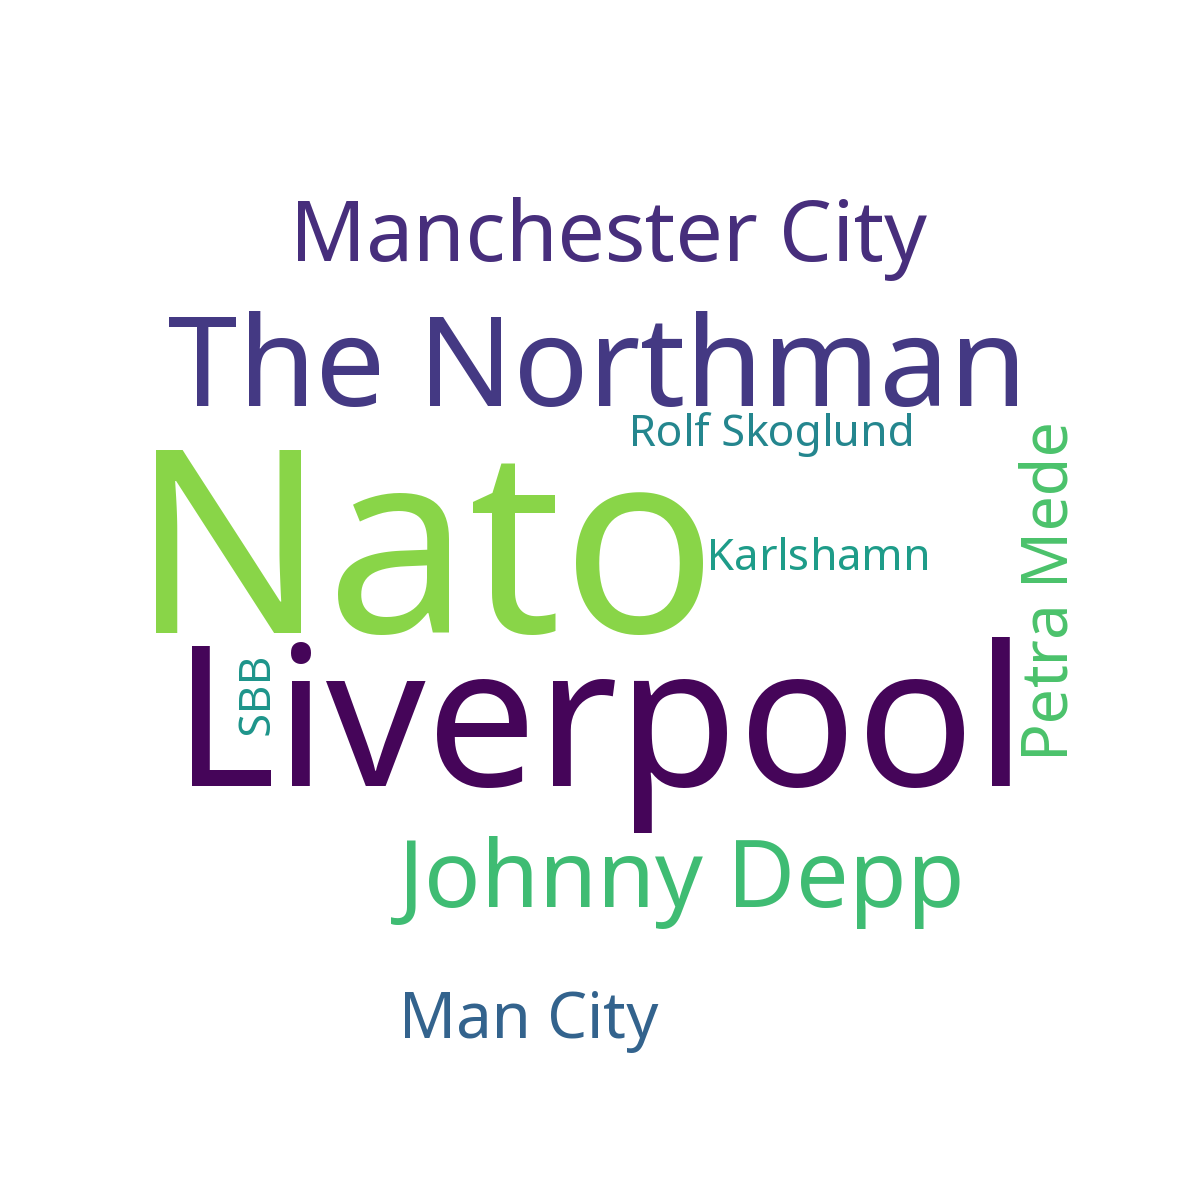 Manchester City
The Northman
Rolf Skoglund
Nato
Karlshamn
Petra Mede
Liverpool
SBB
Johnny Depp
Man City